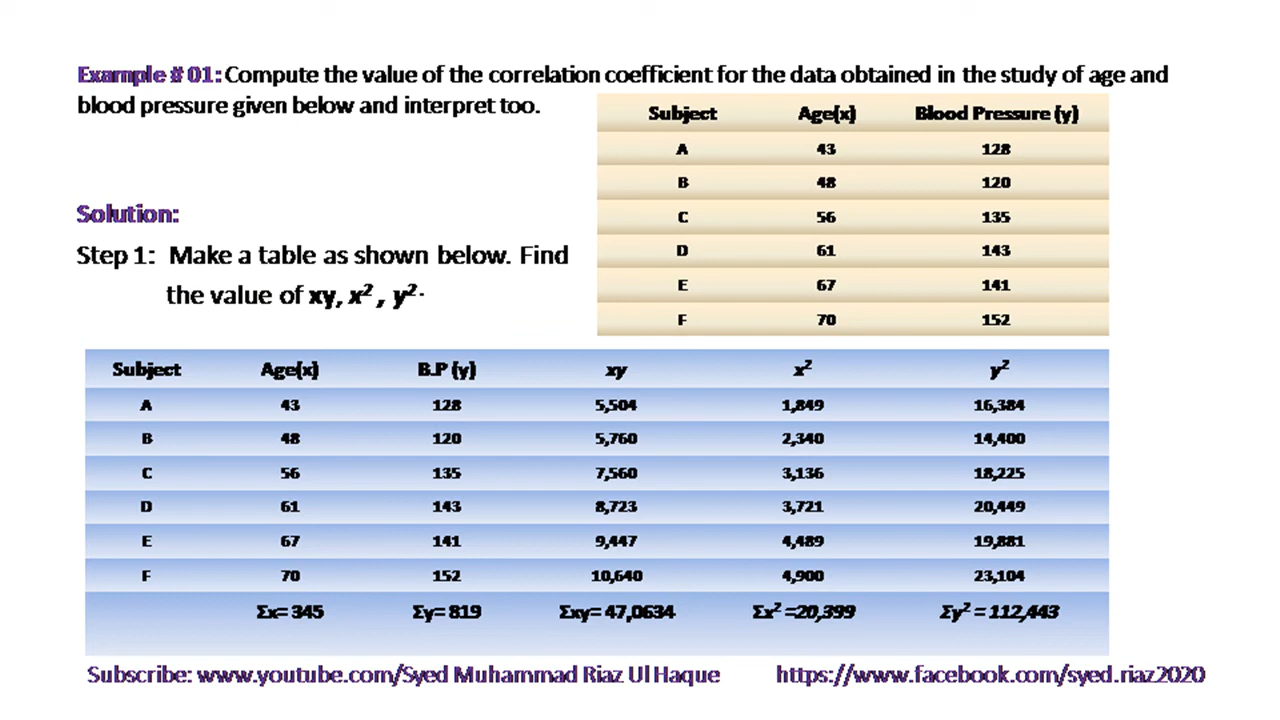 Example # 01: Compute the value of the correlation coefficient for the data obtained in the study of age and
blood pressure given below and interpret too.
Subject Age(x) Blood Pressure (y)
A 43 128
B 48 120
C 56 135
D 61 143
E 67 141
F 70 152
Solution:
Step 1: Make a table as shown below. Find
the value of xy, x², y²·
Subject Age(x) B.P (y) xy x² y²
A 43 128 5,504 1,849 16,384
B 48 120 5,760 2,340 14,400
C 56 135 7,560 3,136 18,225
D 61 143 8,723 3,721 20,449
E 67 141 9,447 4,489 19,881
F 70 152 10,640 4,900 23,104
Σx= 345 Σy= 819 Σxy= 47,0634 Σx² =20,399 Σy² = 112,443
Subscribe: www.youtube.com/Syed Muhammad Riaz Ul Haque https://www.facebook.com/syed.riaz2020